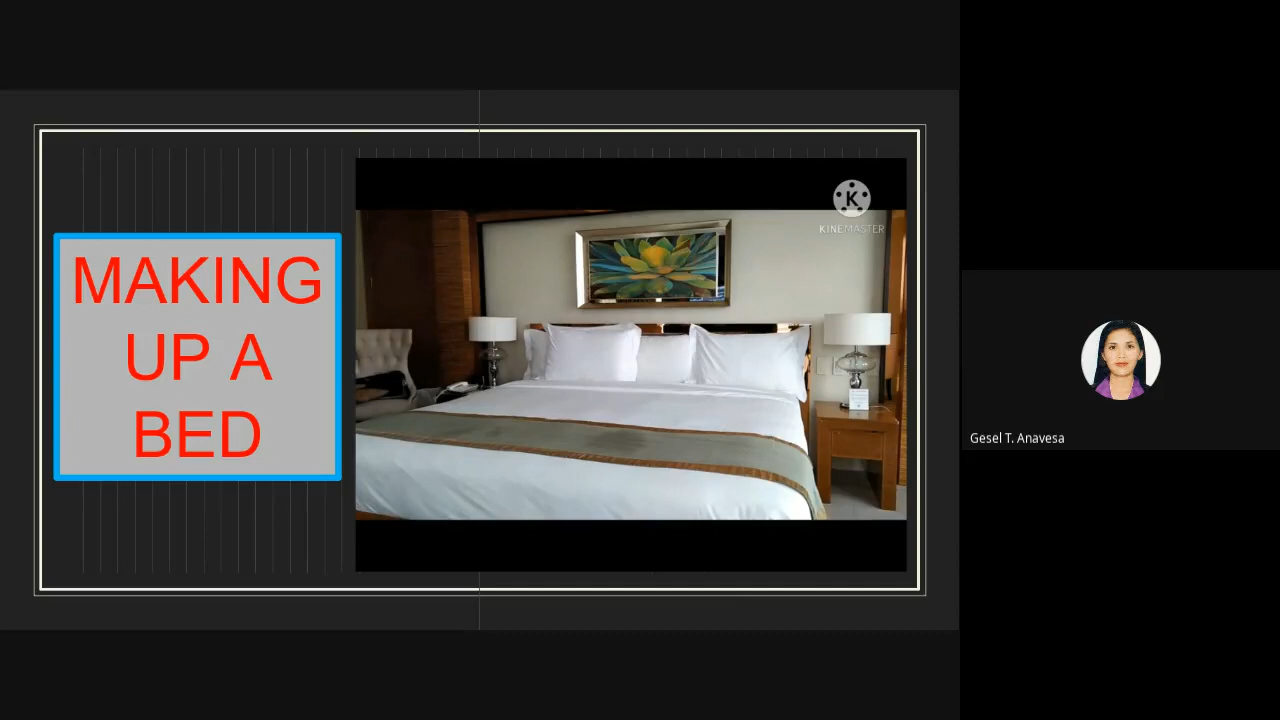 MAKING
UP A
BED
K
KINEMASTER
Gesel T. Anavesa